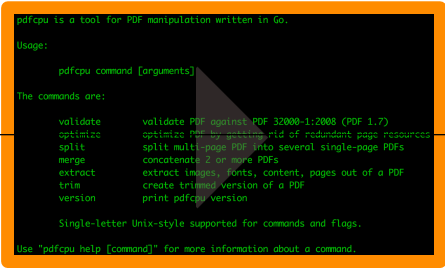 pdfcpu is a tool for PDF manipulation written in Go.
Usage:
pdfcpu command [arguments]
The commands are:
validate validate PDF against PDF 32000-1:2008 (PDF 1.7)
optimize optimize PDF by getting rid of redundant page resources
split split multi-page PDF into several single-page PDFs
merge concatenate 2 or more PDFs
extract extract images, fonts, content, pages out of a PDF
trim create trimmed version of a PDF
version print pdfcpu version
Single-letter Unix-style supported for commands and flags.
Use "pdfcpu help [command]" for more information about a command.